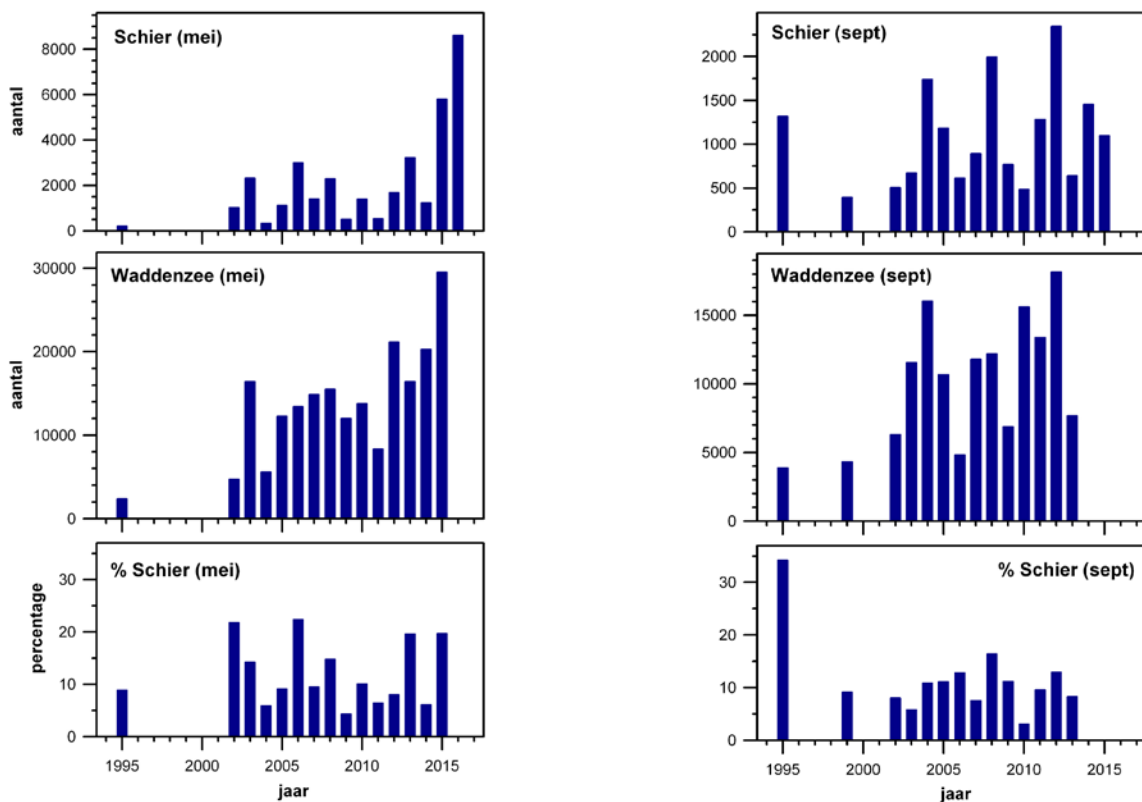 Schier (mei)
aantal
8000
6000
4000
2000
0
Waddenzee (mei)
aantal
30000
20000
10000
0
% Schier (mei)
percentage
30
20
10
0
1995 2000 2005 2010 2015
jaar
Schier (sept)
2000
1500
1000
500
0
Waddenzee (sept)
15000
10000
5000
0
% Schier (sept)
30
20
10
0
1995 2000 2005 2010 2015
jaar